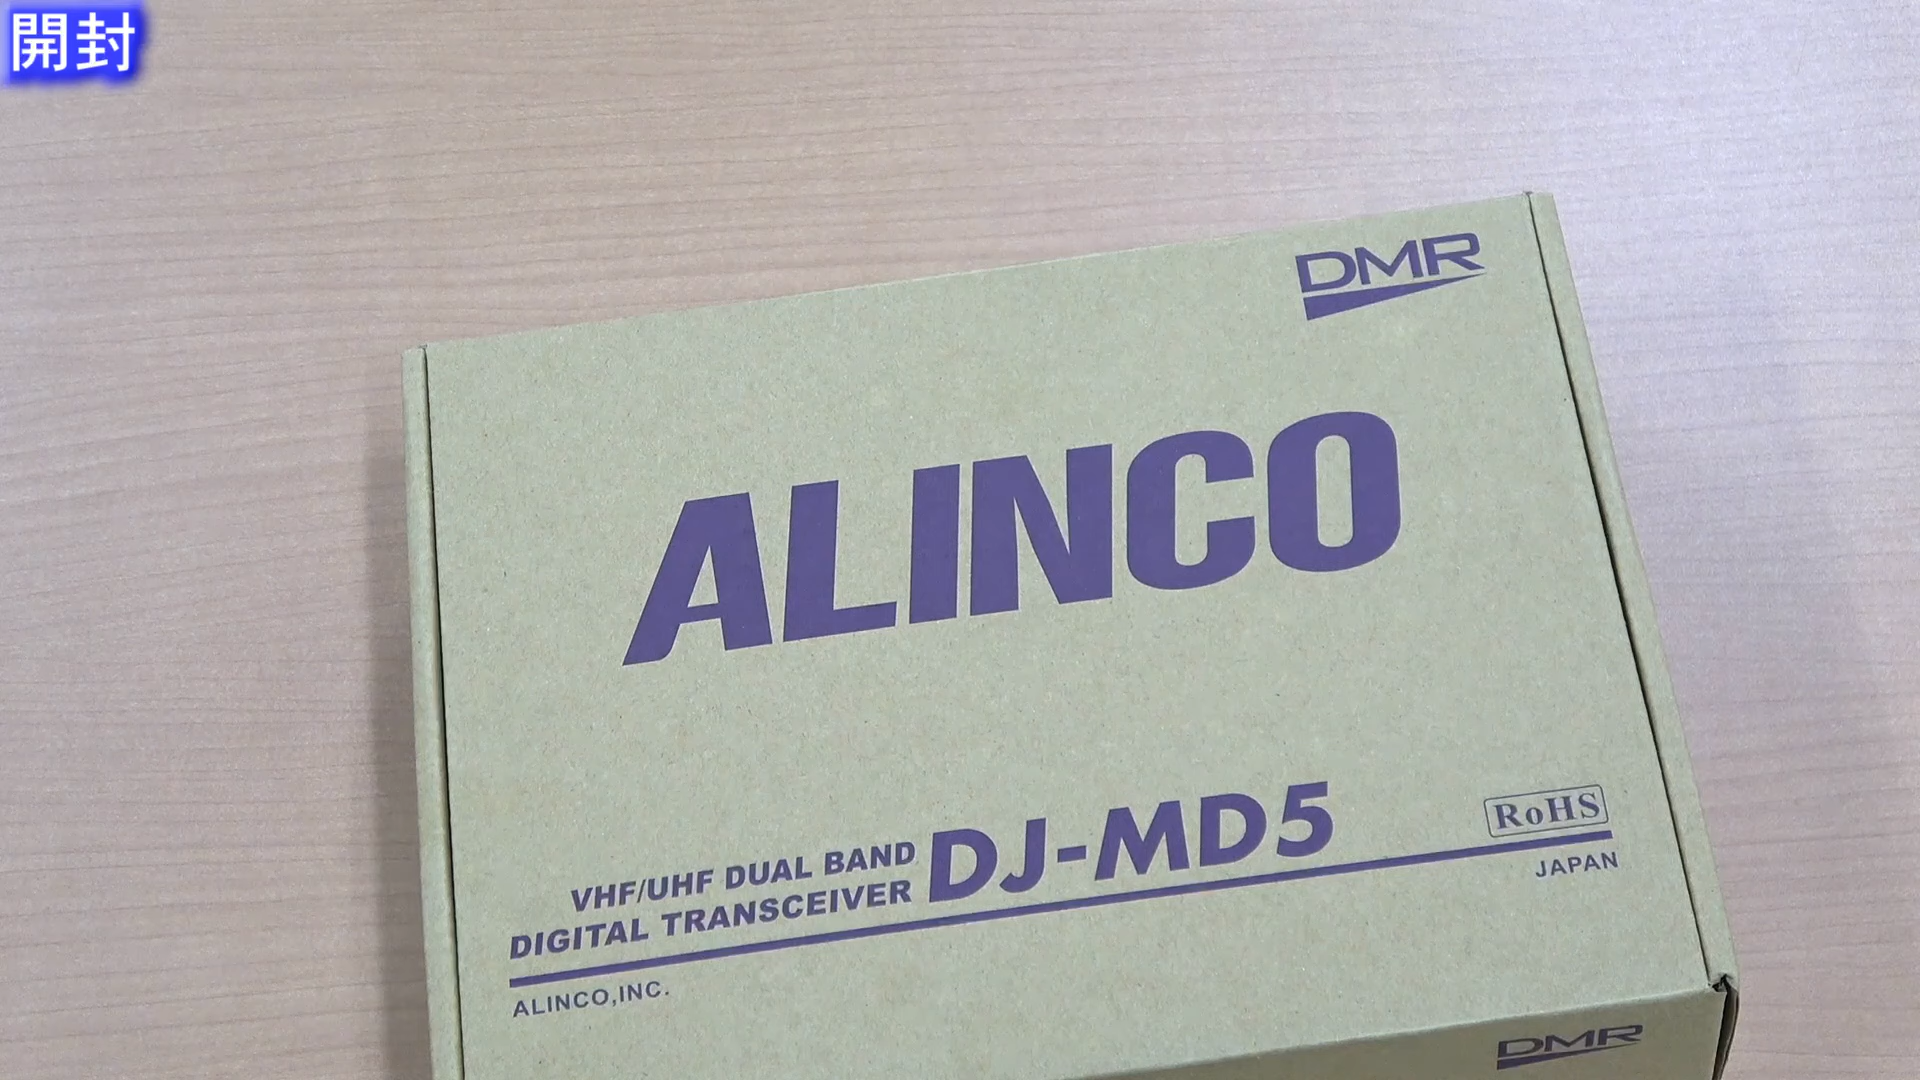 開封
DMR
ALINCO
VHF/UHF DUAL BAND
DIGITAL TRANSCEIVER
DJ-MD5
RoHS
JAPAN
ALINCO,INC.
DMR